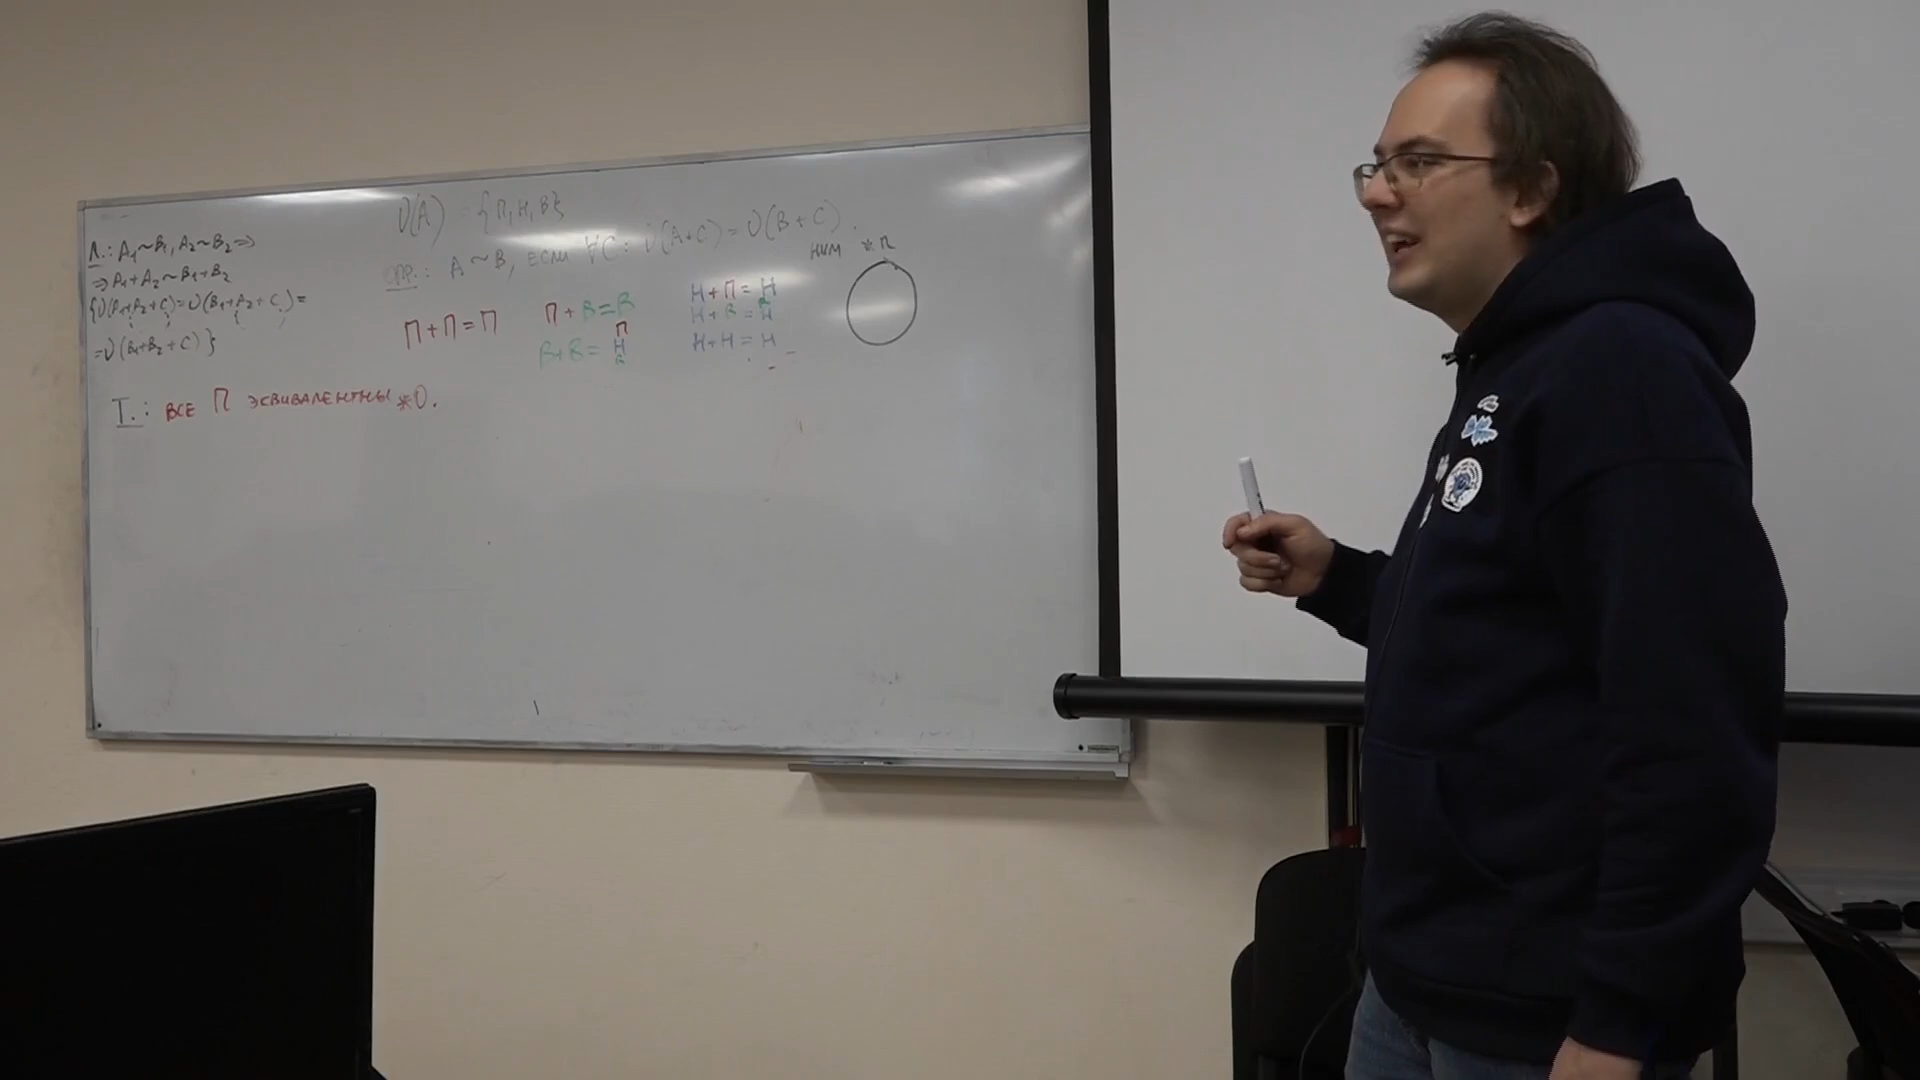 Л.: A₁~B₁, A₂~B₂ ⇒
⇒ A₁+A₂~B₁+B₂
{υ(A₁+A₂+C)=υ(B₁+A₂+C)=
=υ(B₁+B₂+C)}
υ(A) = {П, Н, В}
ОПР.: A~B, ЕСЛИ ∀C: υ(A+C)=υ(B+C).
П+П=П
П+В=В
П
В+В=Н
В
Н+П=Н
Н+В=Н
В
Н+Н=Н
НИМ *n
Т.: ВСЕ П ЭКВИВАЛЕНТНЫ *0.